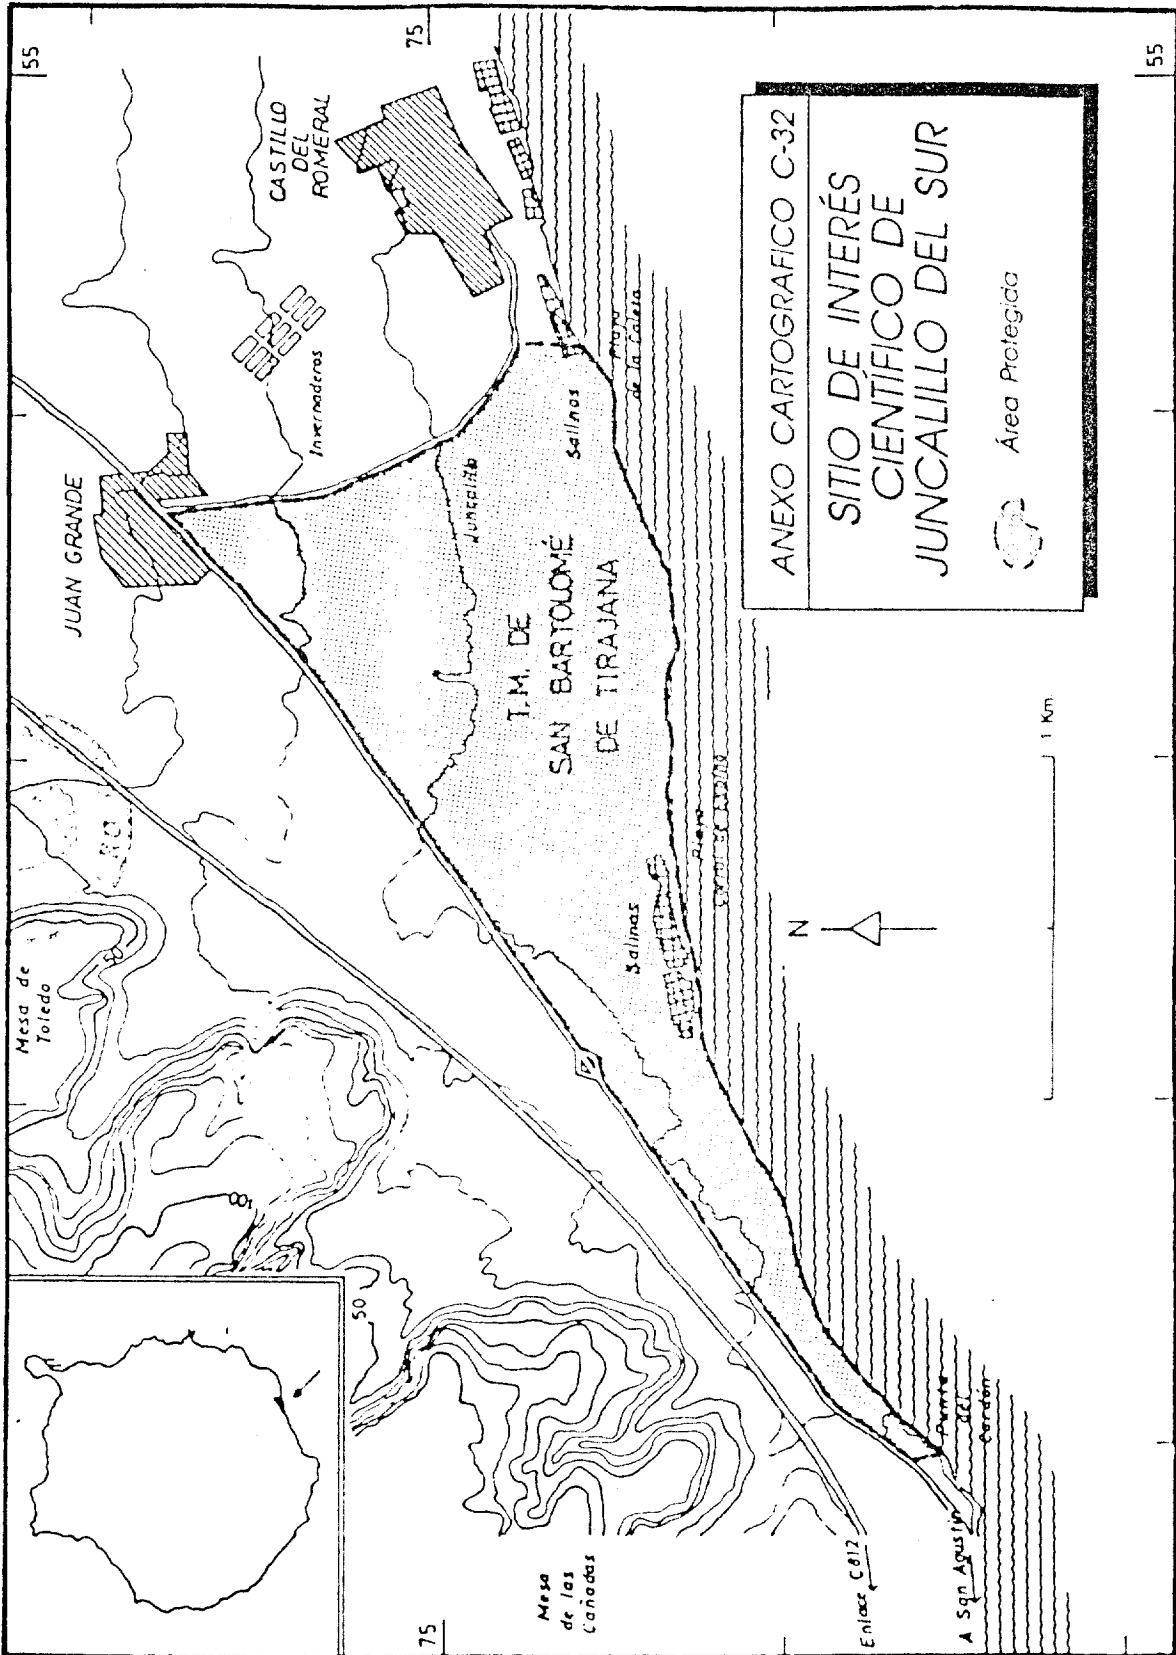 55
75
CASTILLO
DEL
ROMERAL
JUAN GRANDE
Invernaderos
Mesa de
Toledo
50
100
50
Juncalillo
Salinas
Playa
de la Caleta
T.M. DE
SAN BARTOLOMÉ
DE TIRAJANA
Salinas
Playa
Mesa
de las
Cañadas
75
Enlace C812
A San Agustín
Punta
del
Cardón
N
1 Km.
ANEXO CARTOGRAFICO C-32
SITIO DE INTERÉS
CIENTÍFICO DE
JUNCALILLO DEL SUR
Área Protegida
55